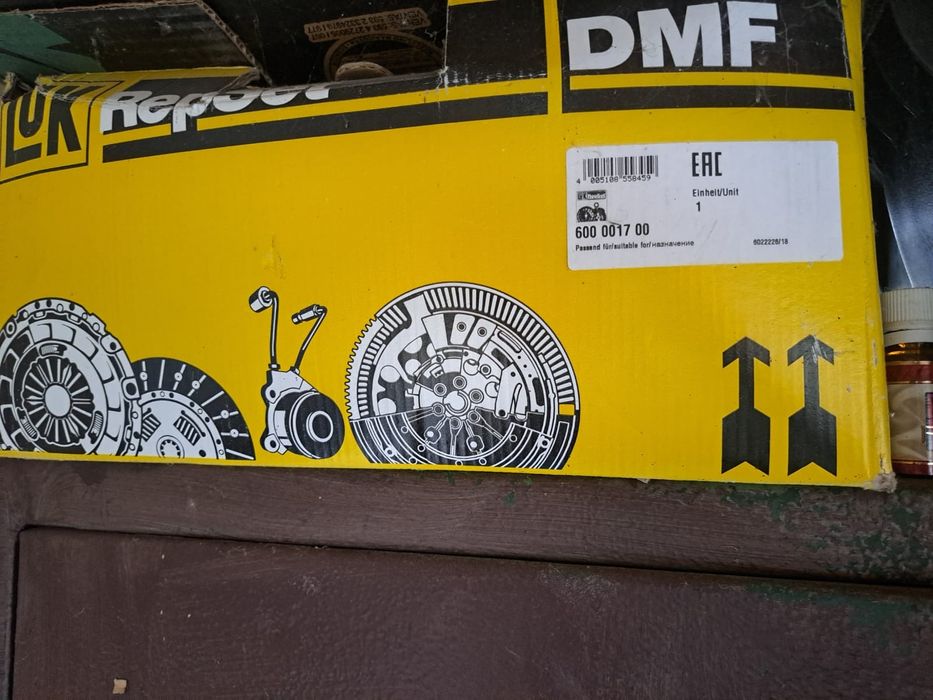 DMF
LuK RepSet
4 005108 558459
EAC
Einheit/Unit
1
600 0017 00
Passend für/suitable for/назначение
6022226/18